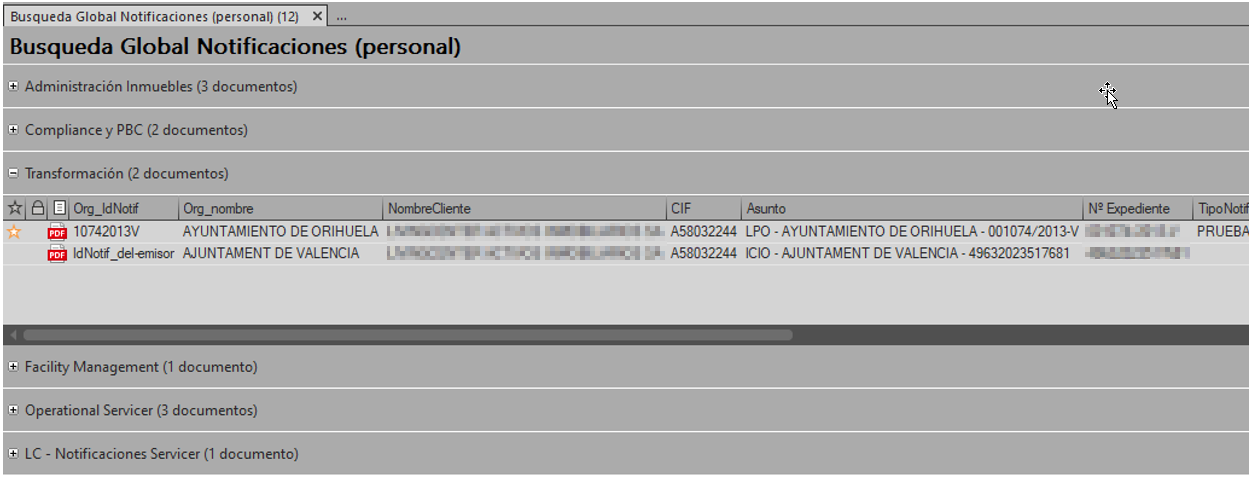 Busqueda Global Notificaciones (personal) (12) ...
Busqueda Global Notificaciones (personal)
Administración Inmuebles (3 documentos)
Compliance y PBC (2 documentos)
Transformación (2 documentos)
Org_IdNotif Org_nombre NombreCliente CIF Asunto Nº Expediente TipoNotif
PDF 10742013V AYUNTAMIENTO DE ORIHUELA A58032244 LPO - AYUNTAMIENTO DE ORIHUELA - 001074/2013-V PRUEBA
PDF IdNotif_del-emisor AJUNTAMENT DE VALENCIA A58032244 ICIO - AJUNTAMENT DE VALENCIA - 49632023517681
Facility Management (1 documento)
Operational Servicer (3 documentos)
LC - Notificaciones Servicer (1 documento)